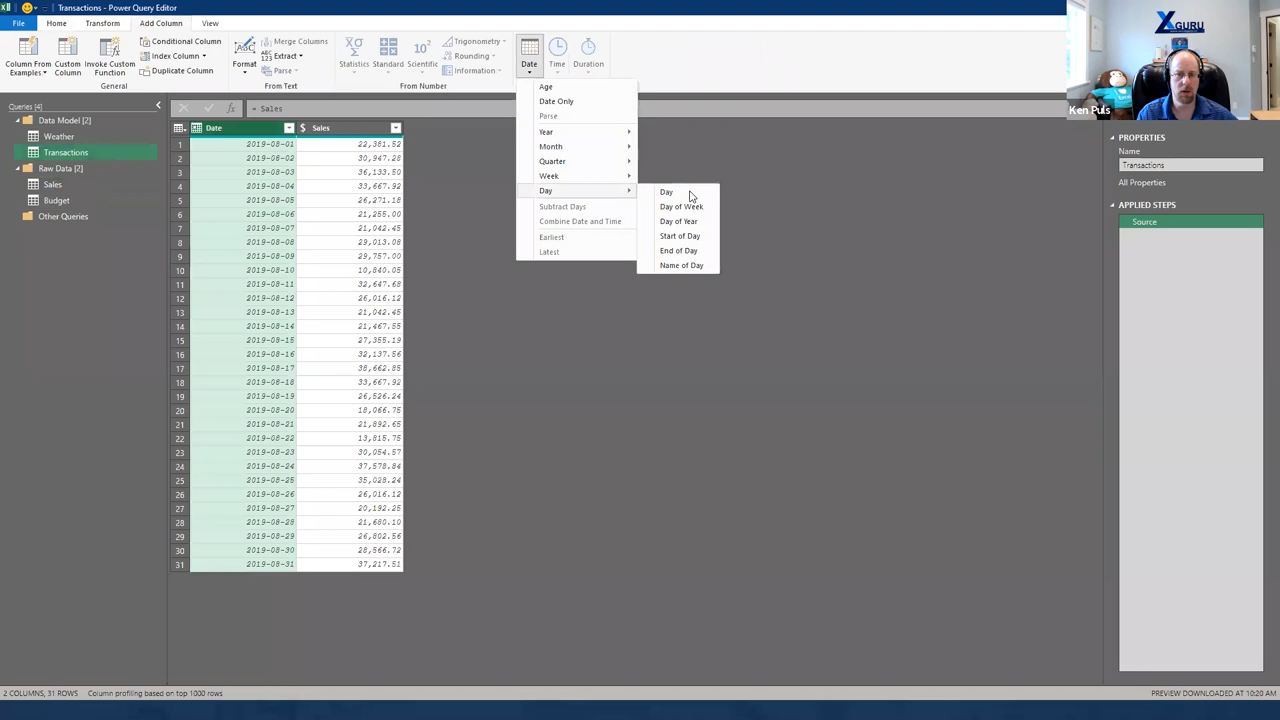 Transactions - Power Query Editor
File
Home
Transform
Add Column
View
Column From Examples
Custom Column
Invoke Custom Function
Conditional Column
Index Column
Duplicate Column
General
Format
Merge Columns
Extract
Parse
From Text
Statistics
Standard
Scientific
Trigonometry
Rounding
Information
From Number
Date
Time
Duration
XGURU
Ken Puls
Queries [4]
Data Model [2]
Weather
Transactions
Raw Data [2]
Sales
Budget
Other Queries
= Sales
Date
Sales
1 2019-08-01 22,381.52
2 2019-08-02 30,947.28
3 2019-08-03 36,133.50
4 2019-08-04 33,667.92
5 2019-08-05 26,271.18
6 2019-08-06 21,255.00
7 2019-08-07 21,042.45
8 2019-08-08 29,013.08
9 2019-08-09 29,757.00
10 2019-08-10 10,840.05
11 2019-08-11 32,647.68
12 2019-08-12 26,016.12
13 2019-08-13 21,042.45
14 2019-08-14 21,467.55
15 2019-08-15 27,355.19
16 2019-08-16 32,137.56
17 2019-08-17 38,662.85
18 2019-08-18 33,667.92
19 2019-08-19 26,526.24
20 2019-08-20 18,066.75
21 2019-08-21 21,892.65
22 2019-08-22 13,815.75
23 2019-08-23 30,054.57
24 2019-08-24 37,578.84
25 2019-08-25 35,028.24
26 2019-08-26 26,016.12
27 2019-08-27 20,192.25
28 2019-08-28 21,680.10
29 2019-08-29 26,802.56
30 2019-08-30 28,566.72
31 2019-08-31 37,217.51
Age
Date Only
Parse
Year
Month
Quarter
Week
Day
Subtract Days
Combine Date and Time
Earliest
Latest
Day
Day of Week
Day of Year
Start of Day
End of Day
Name of Day
PROPERTIES
Name
Transactions
All Properties
APPLIED STEPS
Source
2 COLUMNS, 31 ROWS
Column profiling based on top 1000 rows
PREVIEW DOWNLOADED AT 10:20 AM